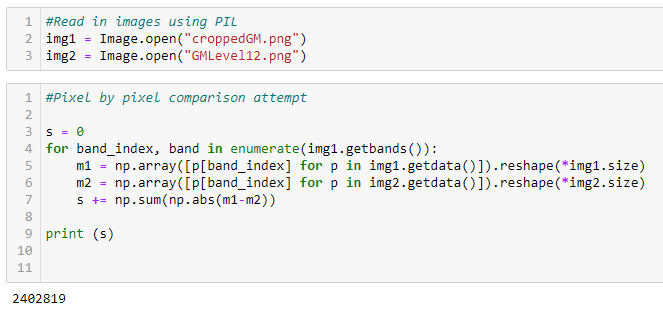 1 #Read in images using PIL
2 img1 = Image.open("croppedGM.png")
3 img2 = Image.open("GMLevel12.png")
1 #Pixel by pixel comparison attempt
2
3 s = 0
4 for band_index, band in enumerate(img1.getbands()):
5     m1 = np.array([p[band_index] for p in img1.getdata()]).reshape(*img1.size)
6     m2 = np.array([p[band_index] for p in img2.getdata()]).reshape(*img2.size)
7     s += np.sum(np.abs(m1-m2))
8
9 print (s)
10
11
2402819